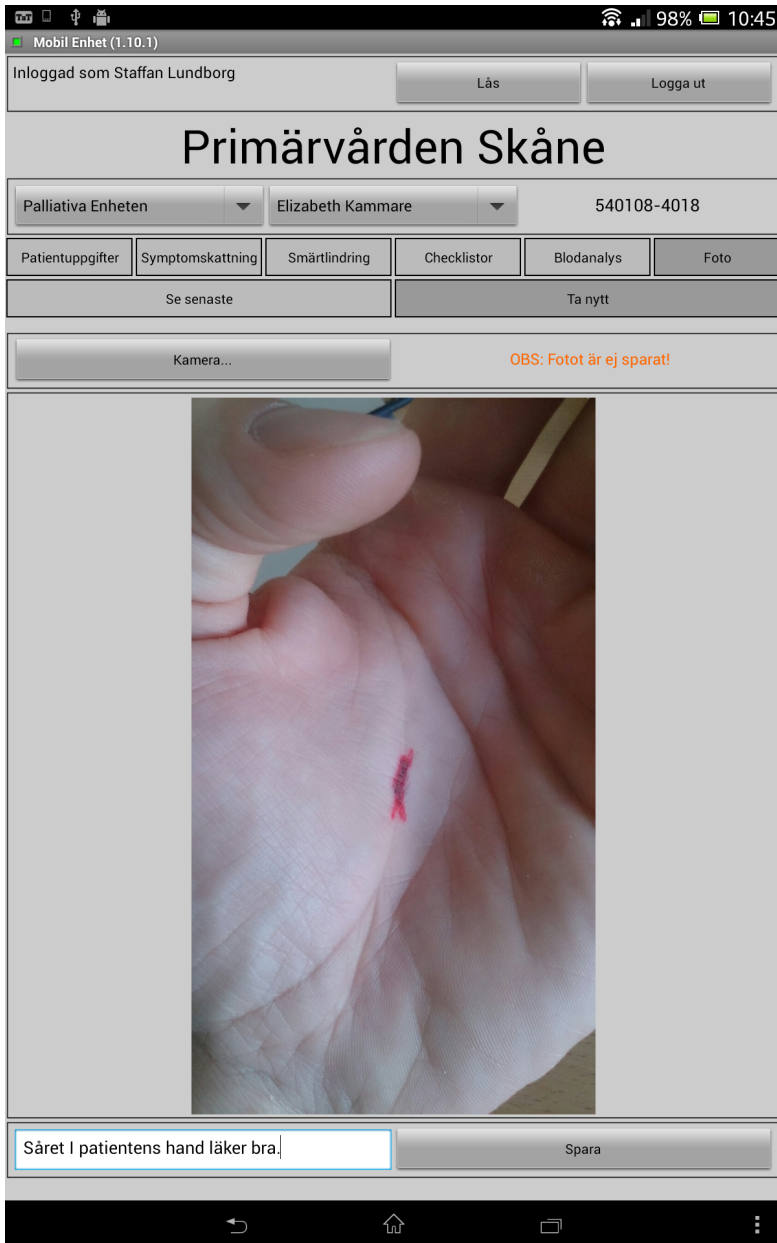 98% 10:45
Mobil Enhet (1.10.1)
Inloggad som Staffan Lundborg Lås Logga ut
Primärvården Skåne
Palliativa Enheten Elizabeth Kammare 540108-4018
Patientuppgifter Symptomskattning Smärtlindring Checklistor Blodanalys Foto
Se senaste Ta nytt
Kamera... OBS: Fotot är ej sparat!
Såret I patientens hand läker bra.
Spara